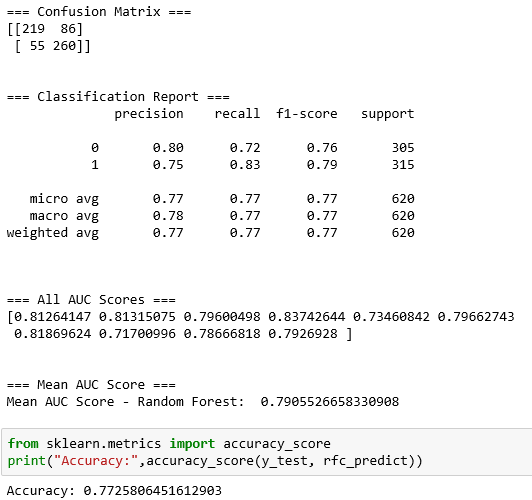 === Confusion Matrix ===
[[219  86]
 [ 55 260]]
=== Classification Report ===
              precision    recall  f1-score   support
           0       0.80      0.72      0.76       305
           1       0.75      0.83      0.79       315
   micro avg       0.77      0.77      0.77       620
   macro avg       0.78      0.77      0.77       620
weighted avg       0.77      0.77      0.77       620
=== All AUC Scores ===
[0.81264147 0.81315075 0.79600498 0.83742644 0.73460842 0.79662743
 0.81869624 0.71700996 0.78666818 0.7926928 ]
=== Mean AUC Score ===
Mean AUC Score - Random Forest:  0.7905526658330908
from sklearn.metrics import accuracy_score
print("Accuracy:",accuracy_score(y_test, rfc_predict))
Accuracy: 0.7725806451612903